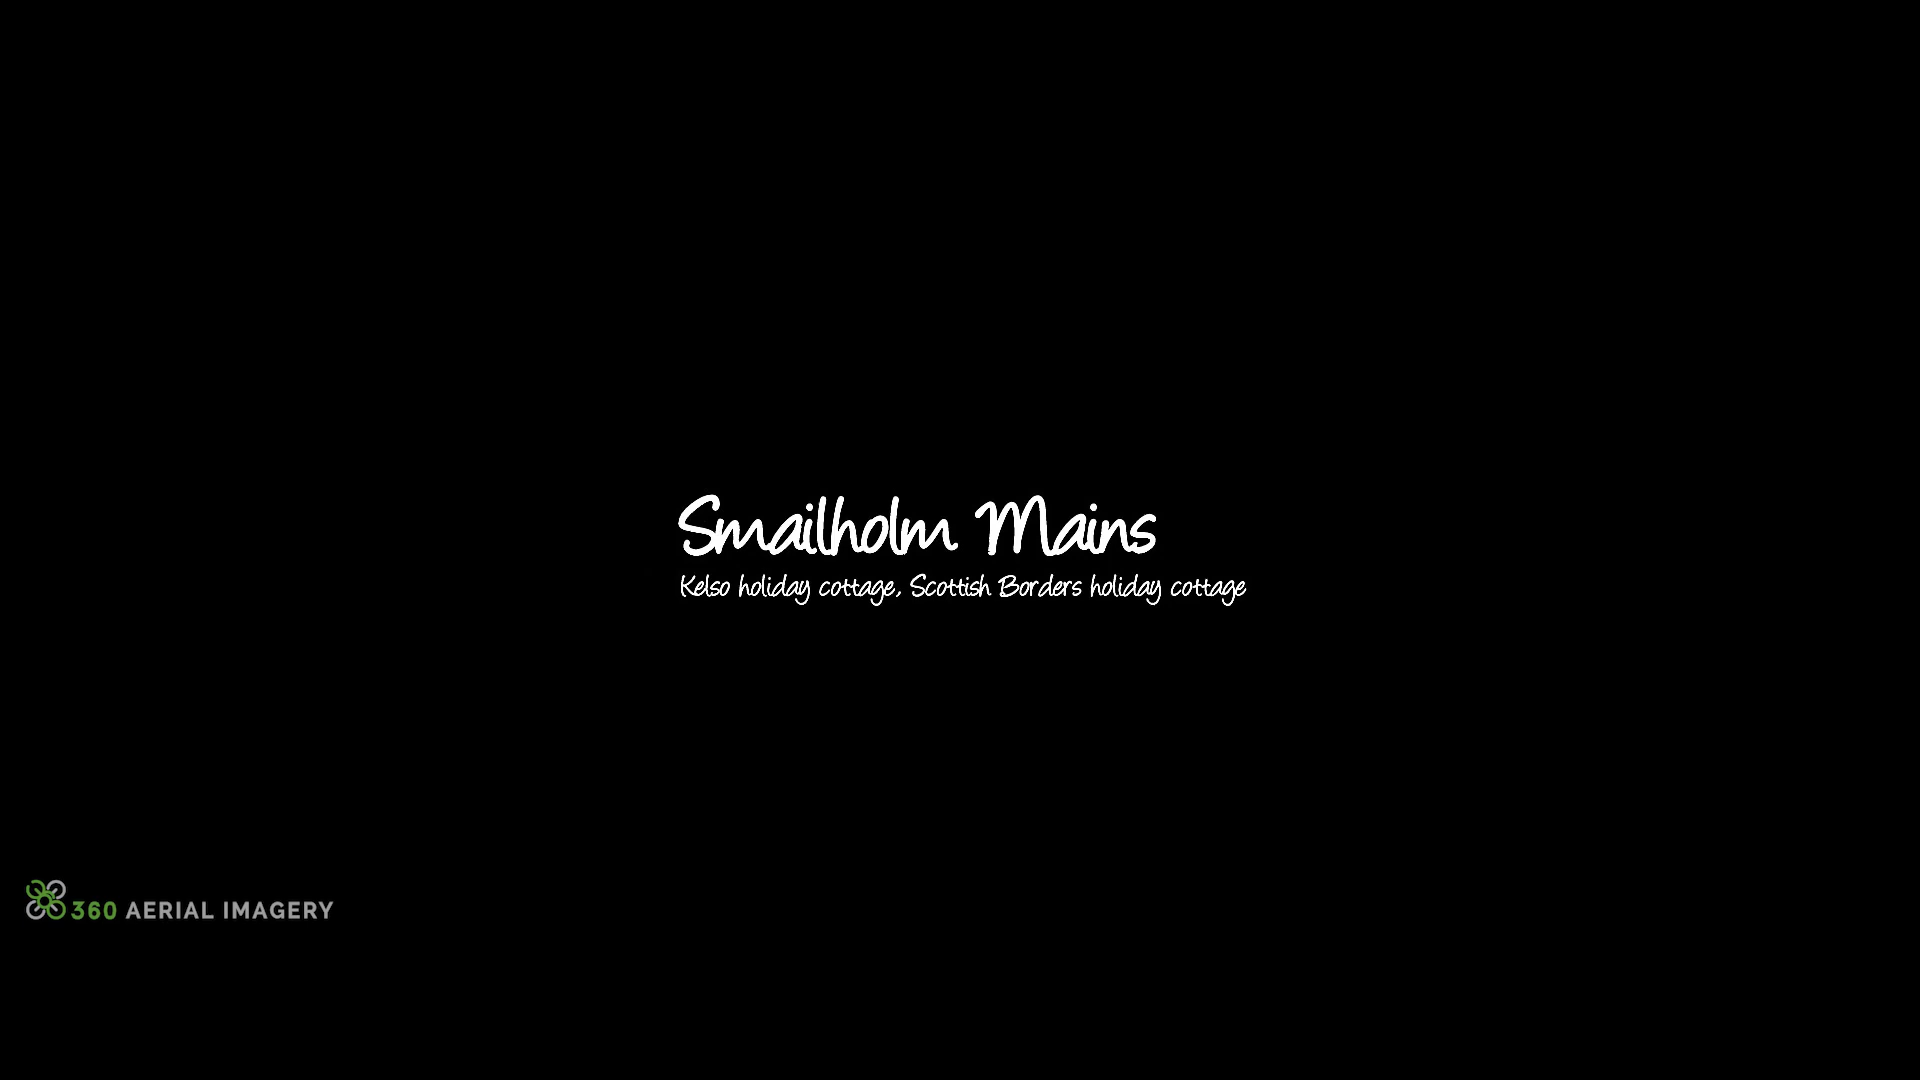 Smailholm Mains
Kelso holiday cottage, Scottish Borders holiday cottage
360 AERIAL IMAGERY